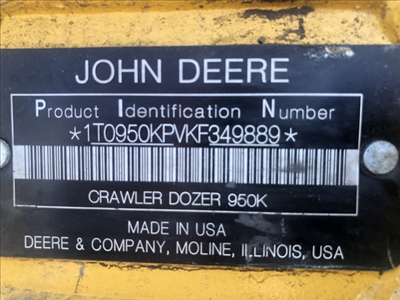 JOHN DEERE
Product Identification Number
*1T0950KPVKF349889*
CRAWLER DOZER 950K
MADE IN USA
DEERE & COMPANY, MOLINE, ILLINOIS, USA